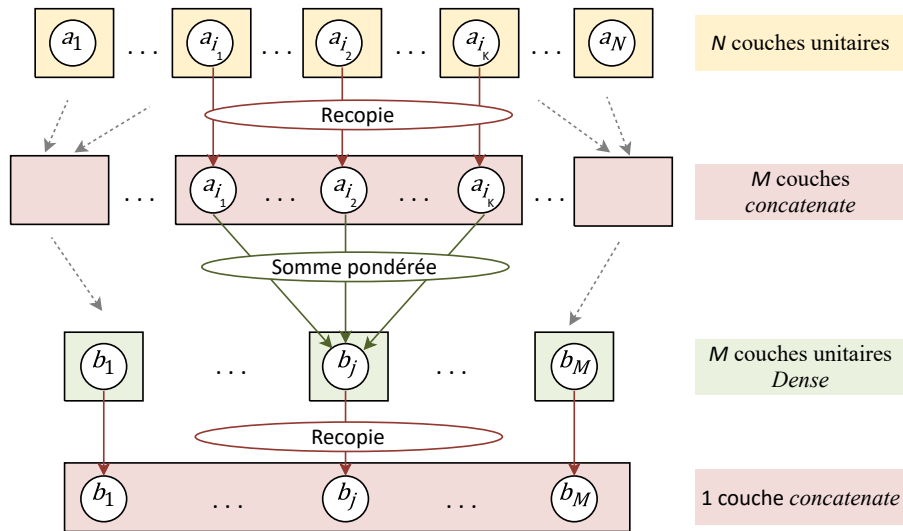 a1 ... ai1 ... ai2 ... aiK ... aN
N couches unitaires
Recopie
... ai1 ... ai2 ... aiK ...
M couches
concatenate
Somme pondérée
b1 ... bj ... bM
M couches unitaires
Dense
Recopie
b1 ... bj ... bM
1 couche concatenate